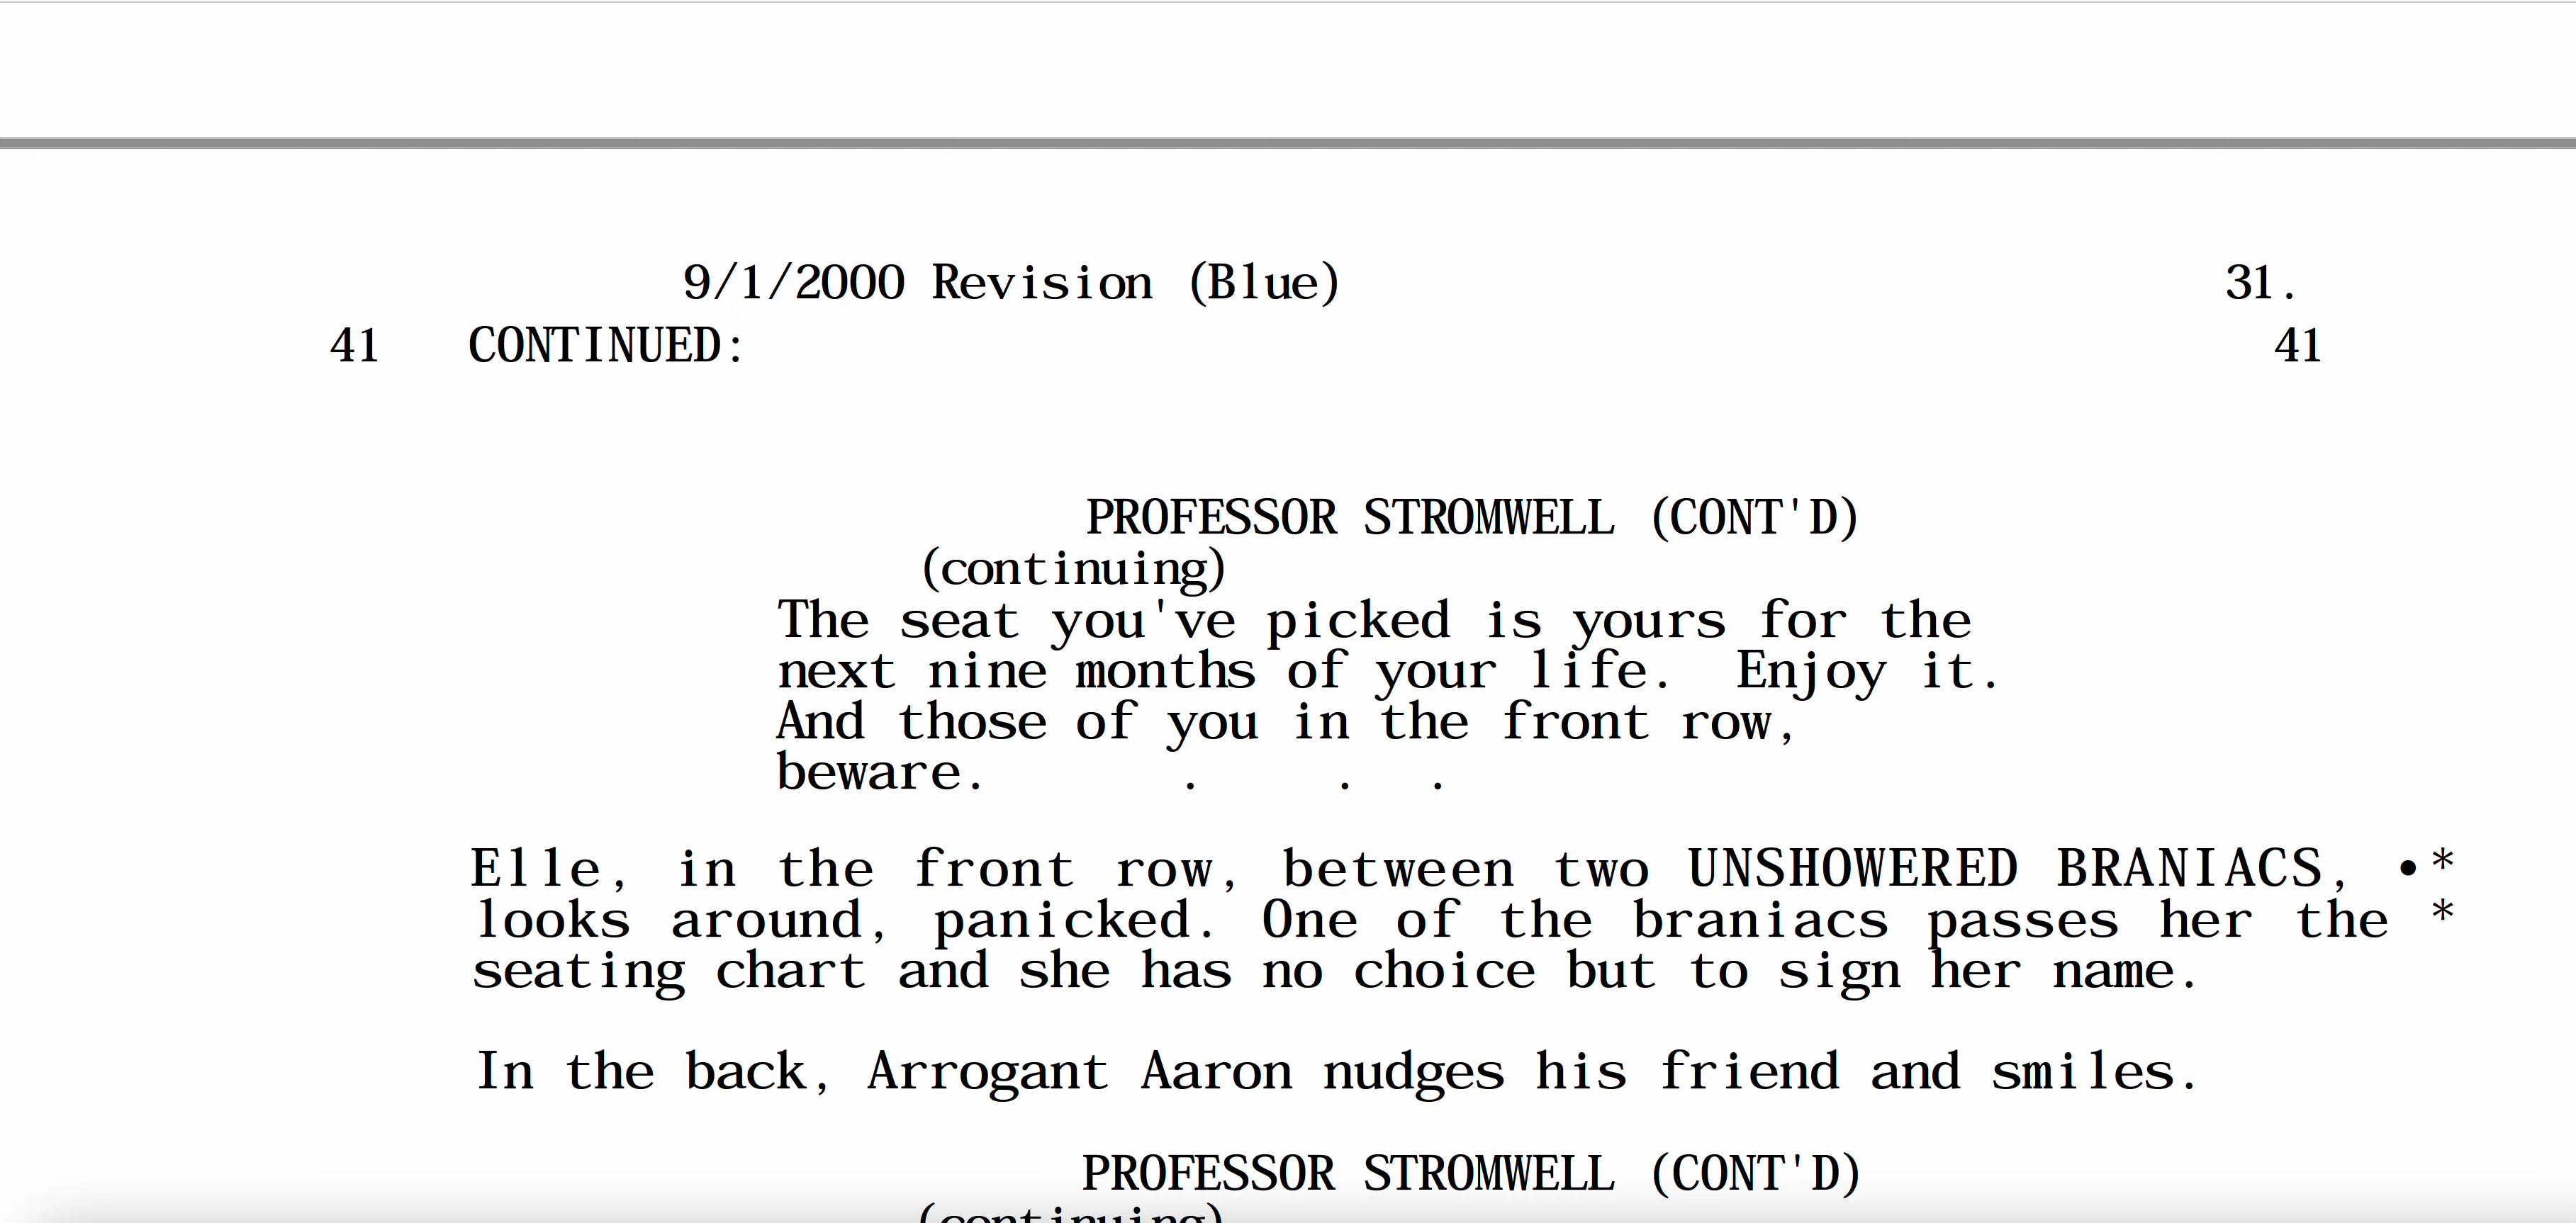 9/1/2000 Revision (Blue) 31.
41 CONTINUED: 41
PROFESSOR STROMWELL (CONT'D)
(continuing)
The seat you've picked is yours for the
next nine months of your life.  Enjoy it.
And those of you in the front row,
beware. . . .
Elle, in the front row, between two UNSHOWERED BRANIACS, •*
looks around, panicked. One of the braniacs passes her the *
seating chart and she has no choice but to sign her name.
In the back, Arrogant Aaron nudges his friend and smiles.
PROFESSOR STROMWELL (CONT'D)
(continuing)